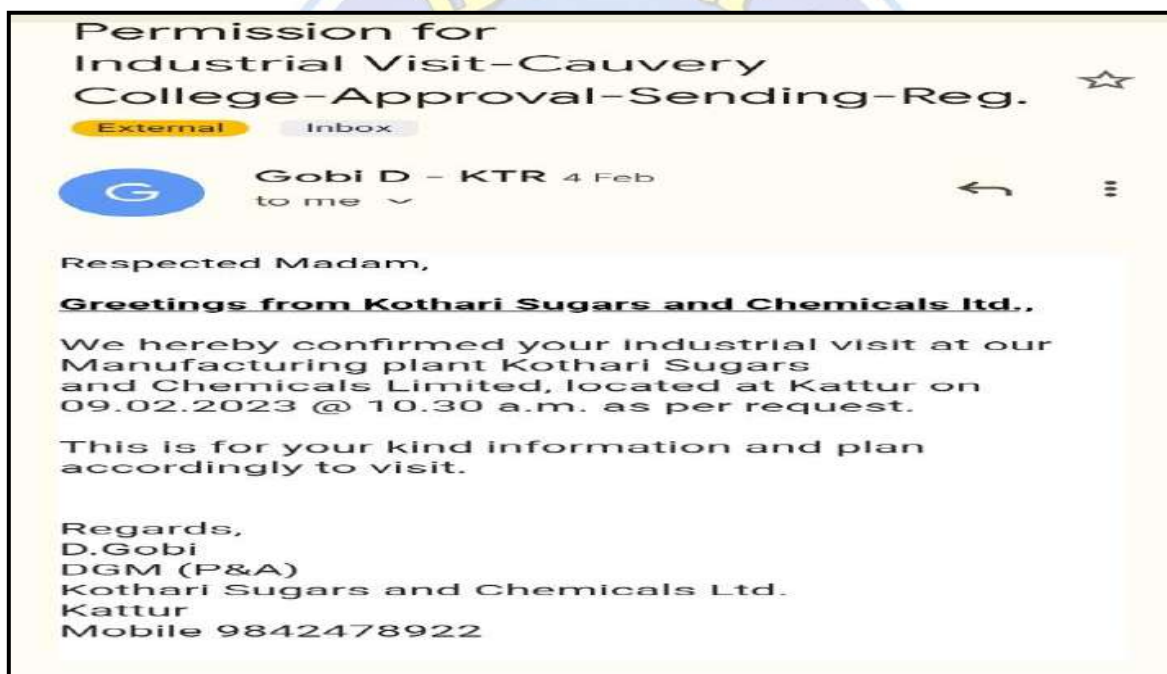 Permission for
Industrial Visit-Cauvery
College-Approval-Sending-Reg.
External Inbox
G
Gobi D - KTR 4 Feb
to me
Respected Madam,
Greetings from Kothari Sugars and Chemicals ltd.,
We hereby confirmed your industrial visit at our
Manufacturing plant Kothari Sugars
and Chemicals Limited, located at Kattur on
09.02.2023 @ 10.30 a.m. as per request.
This is for your kind information and plan
accordingly to visit.
Regards,
D.Gobi
DGM (P&A)
Kothari Sugars and Chemicals Ltd.
Kattur
Mobile 9842478922